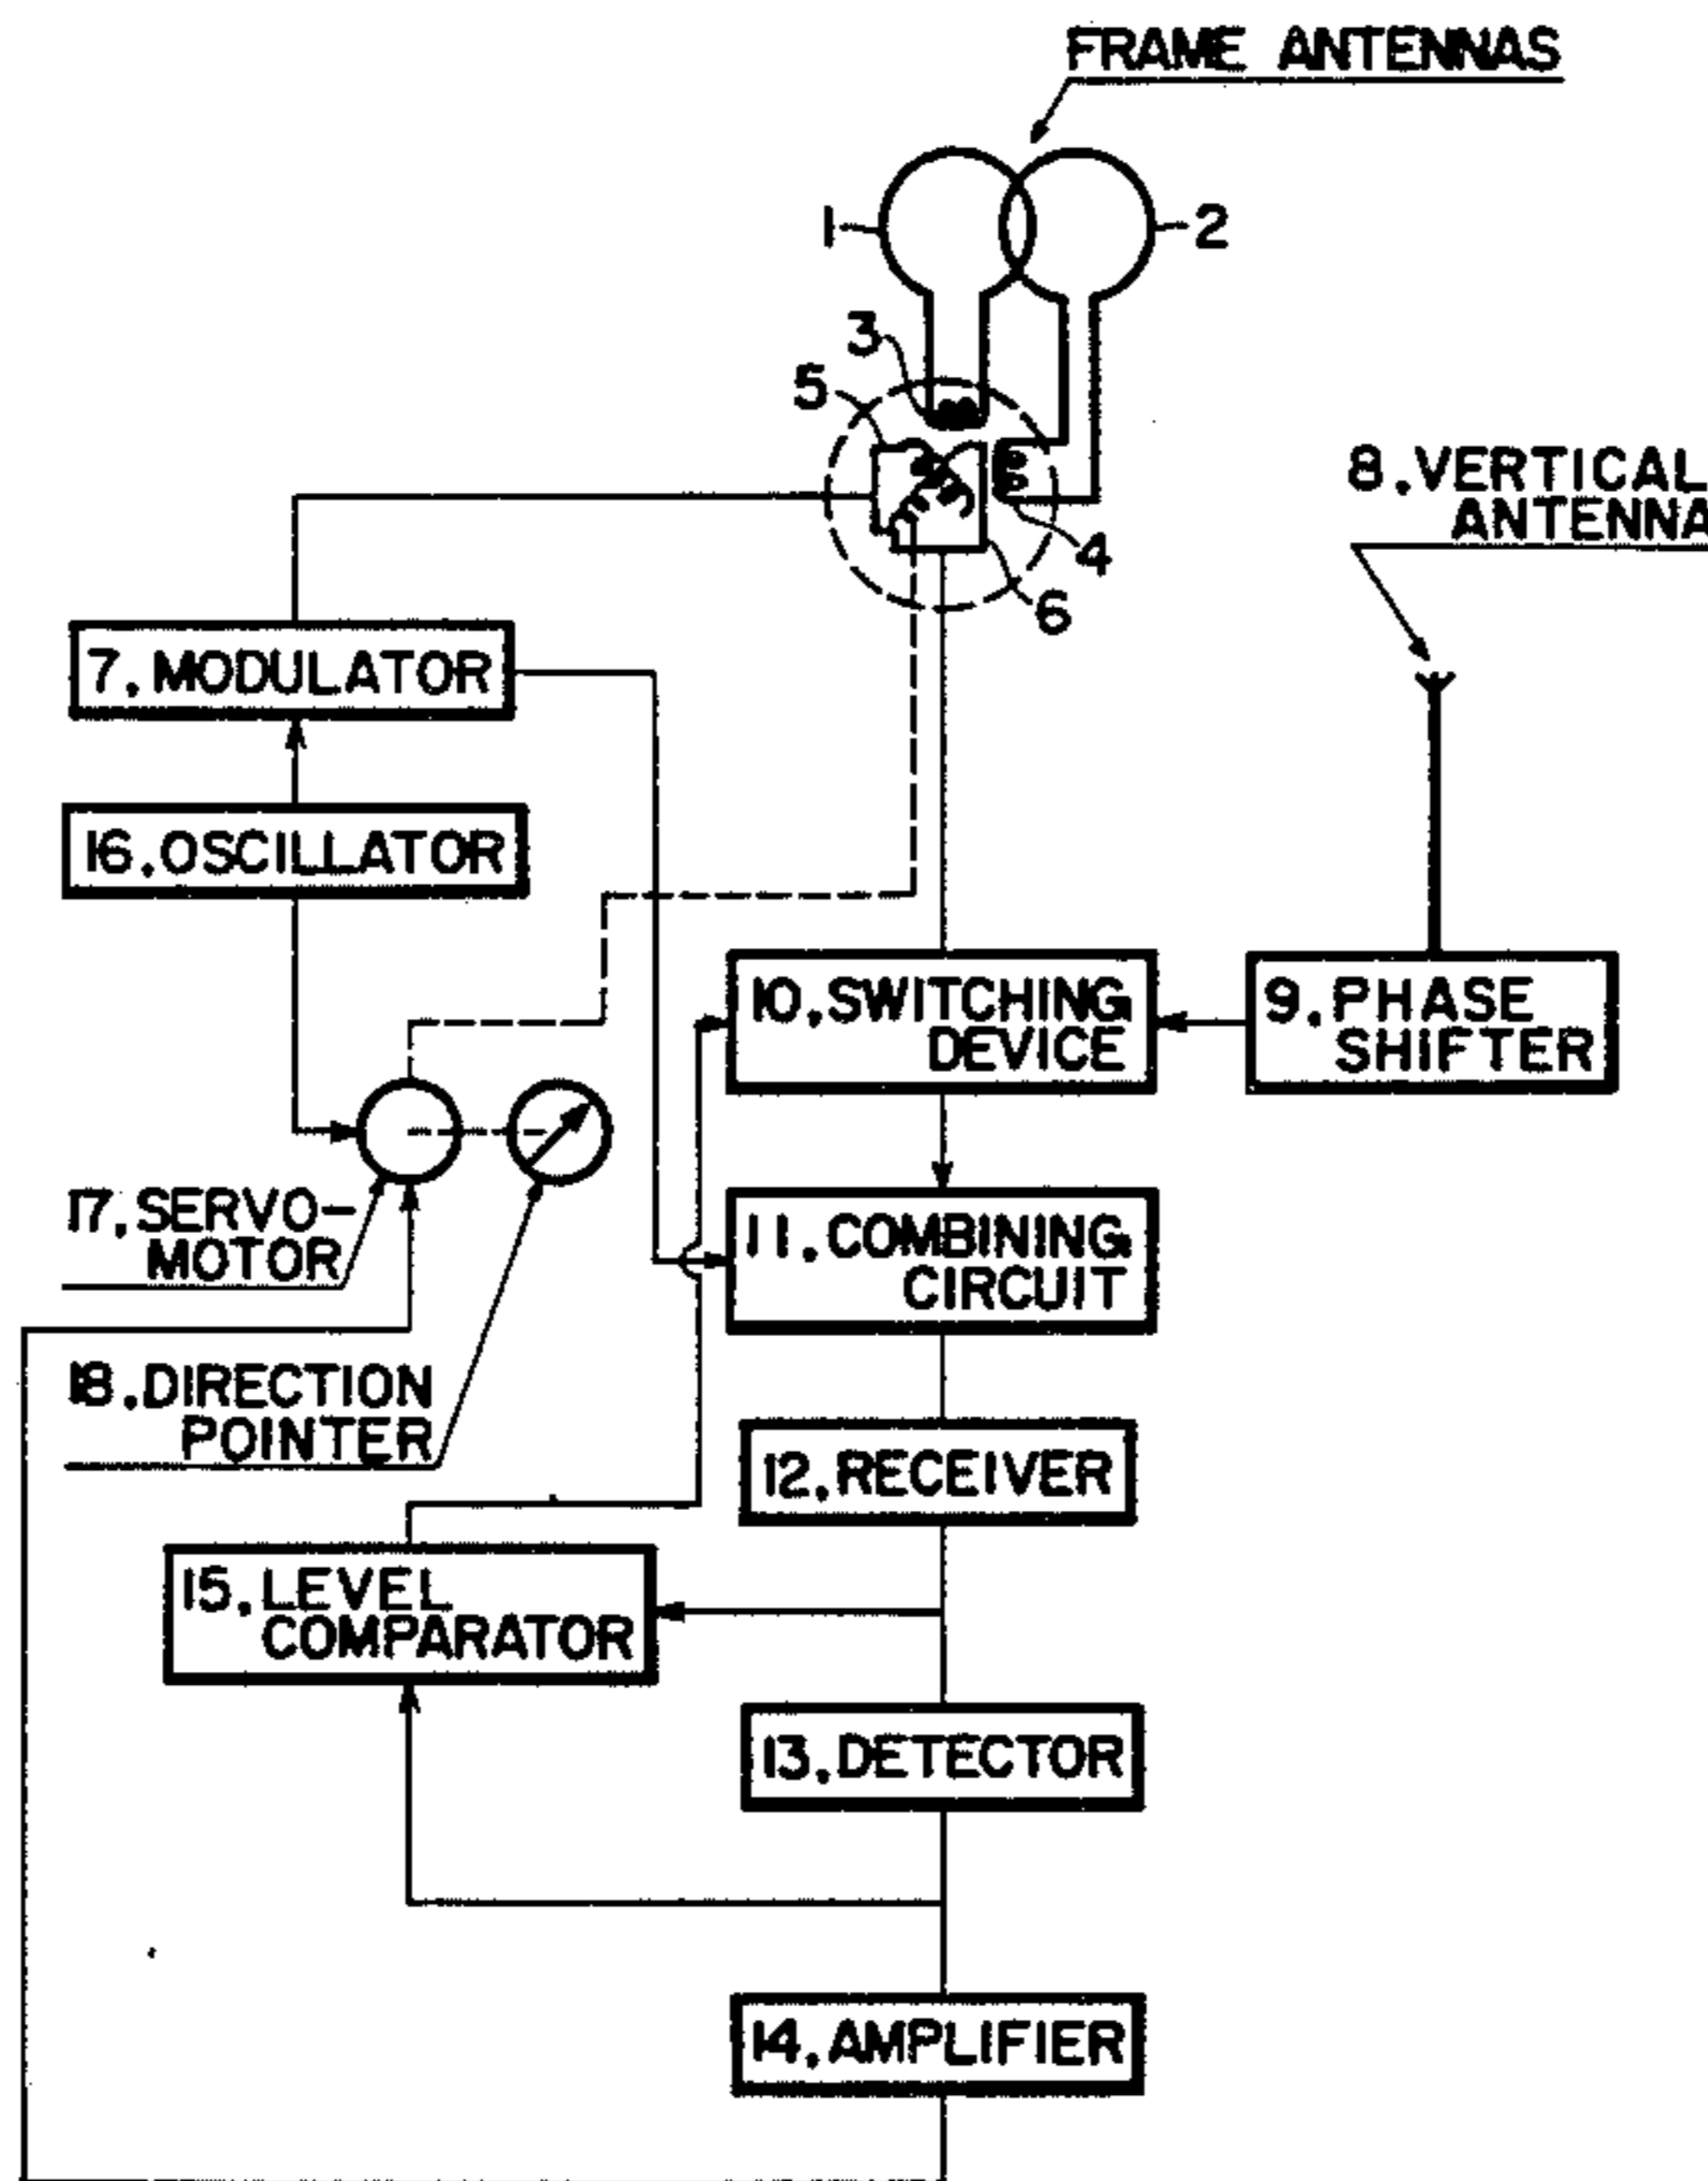 FRAME ANTENNAS
1
2
3
5
8.VERTICAL
ANTENNA
4
6
7.MODULATOR
16.OSCILLATOR
10.SWITCHING
DEVICE
9.PHASE
SHIFTER
17.SERVO-
MOTOR
11.COMBINING
CIRCUIT
18.DIRECTION
POINTER
12.RECEIVER
15.LEVEL
COMPARATOR
13.DETECTOR
14.AMPLIFIER